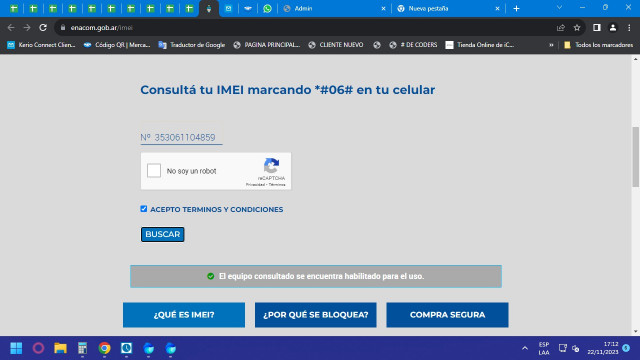 Admin
Nueva pestaña
enacom.gob.ar/imei
Kerio Connect Clien...
Código QR | Merca...
Traductor de Google
PAGINA PRINCIPAL...
CLIENTE NUEVO
# DE CODERS
Tienda Online de iC...
Todos los marcadores
Consultá tu IMEI marcando *#06# en tu celular
Nº 353061104859
No soy un robot
reCAPTCHA
Privacidad - Términos
ACEPTO TERMINOS Y CONDICIONES
BUSCAR
El equipo consultado se encuentra habilitado para el uso.
¿QUÉ ES IMEI?
¿POR QUÉ SE BLOQUEA?
COMPRA SEGURA
ESP
LAA
17:12
22/11/2023